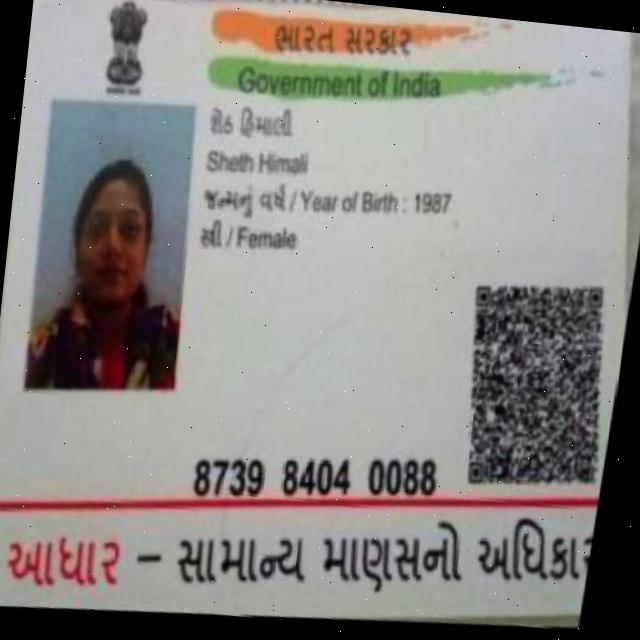 ભારત સરકાર
Government of India
શેઠ હિમાલી
Sheth Himali
જન્મનું વર્ષ / Year of Birth : 1987
સ્ત્રી / Female
8739 8404 0088
આધાર – સામાન્ય માણસનો અધિકાર